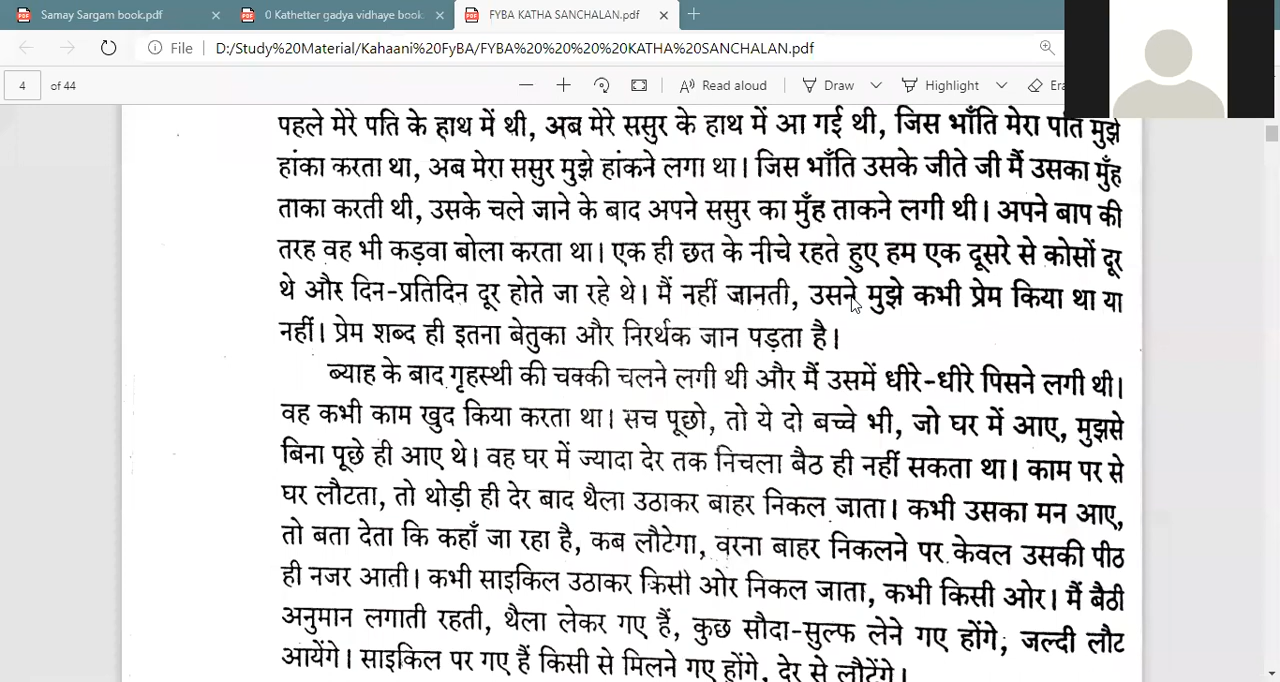 Samay Sargam book.pdf
0 Kathetter gadya vidhaye book
FYBA KATHA SANCHALAN.pdf
File
D:/Study%20Material/Kahaani%20FyBA/FYBA%20%20%20%20KATHA%20SANCHALAN.pdf
4 of 44
Read aloud
Draw
Highlight
Era
पहले मेरे पति के हाथ में थी, अब मेरे ससुर के हाथ में आ गई थी, जिस भाँति मेरा पति मुझे
हांका करता था, अब मेरा ससुर मुझे हांकने लगा था। जिस भाँति उसके जीते जी मैं उसका मुँह
ताका करती थी, उसके चले जाने के बाद अपने ससुर का मुँह ताकने लगी थी। अपने बाप की
तरह वह भी कड़वा बोला करता था। एक ही छत के नीचे रहते हुए हम एक दूसरे से कोसों दूर
थे और दिन-प्रतिदिन दूर होते जा रहे थे। मैं नहीं जानती, उसने मुझे कभी प्रेम किया था या
नहीं। प्रेम शब्द ही इतना बेतुका और निरर्थक जान पड़ता है।
ब्याह के बाद गृहस्थी की चक्की चलने लगी थी और मैं उसमें धीरे-धीरे पिसने लगी थी।
वह कभी काम खुद किया करता था। सच पूछो, तो ये दो बच्चे भी, जो घर में आए, मुझसे
बिना पूछे ही आए थे। वह घर में ज्यादा देर तक निचला बैठ ही नहीं सकता था। काम पर से
घर लौटता, तो थोड़ी ही देर बाद थैला उठाकर बाहर निकल जाता। कभी उसका मन आए,
तो बता देता कि कहाँ जा रहा है, कब लौटेगा, वरना बाहर निकलने पर केवल उसकी पीठ
ही नजर आती। कभी साइकिल उठाकर किसी ओर निकल जाता, कभी किसी ओर। मैं बैठी
अनुमान लगाती रहती, थैला लेकर गए हैं, कुछ सौदा-सुल्फ लेने गए होंगे, जल्दी लौट
आयेंगे। साइकिल पर गए हैं किसी से मिलने गए होंगे, देर से लौटेंगे।